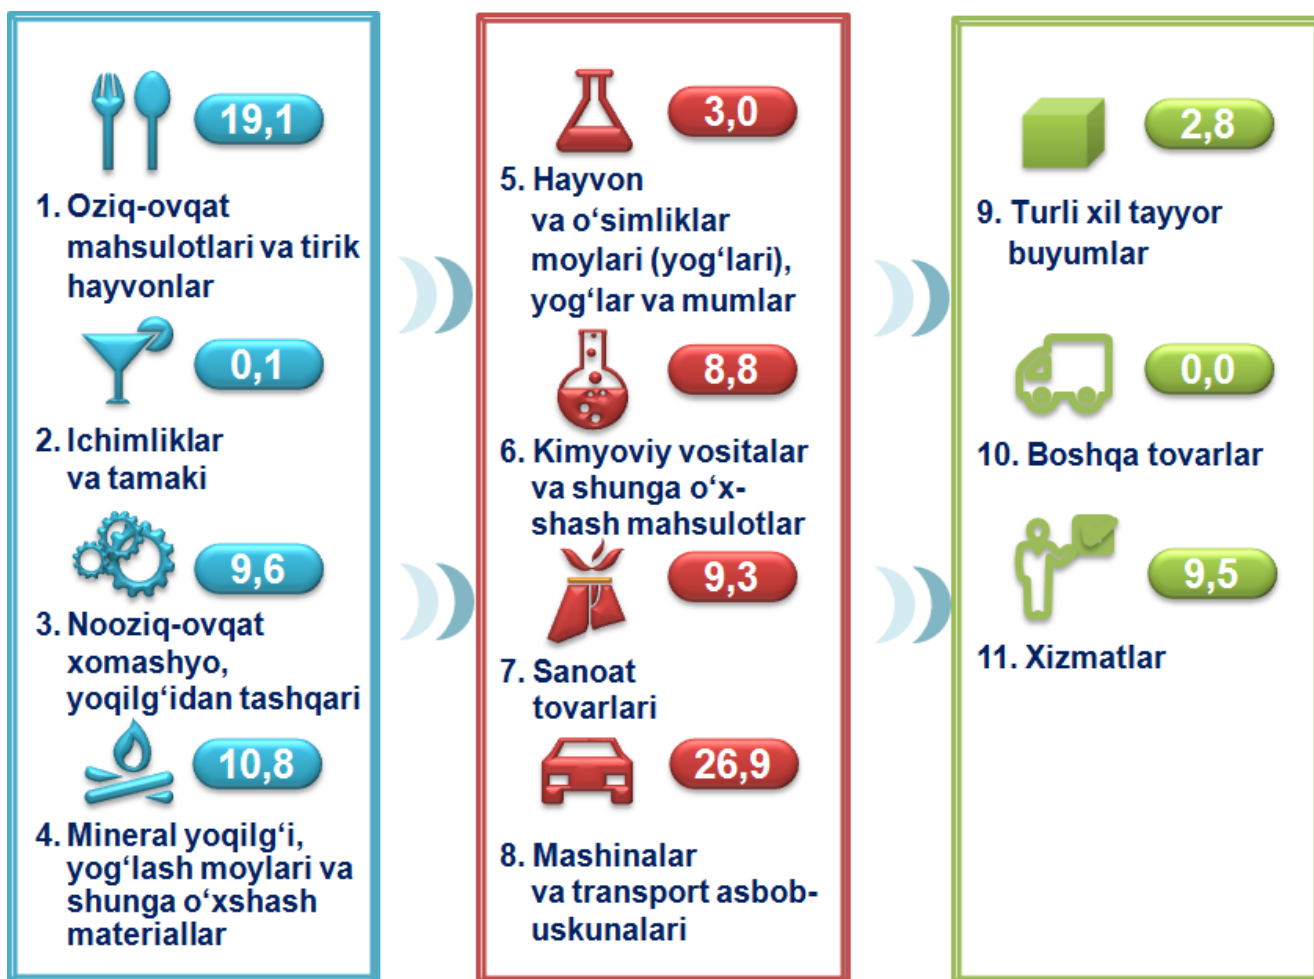 19,1
1. Oziq-ovqat
mahsulotlari va tirik
hayvonlar
0,1
2. Ichimliklar
va tamaki
9,6
3. Nooziq-ovqat
xomashyo,
yoqilg‘idan tashqari
10,8
4. Mineral yoqilg‘i,
yog‘lash moylari va
shunga o‘xshash
materiallar
3,0
5. Hayvon
va o‘simliklar
moylari (yog‘lari),
yog‘lar va mumlar
8,8
6. Kimyoviy vositalar
va shunga o‘x-
shash mahsulotlar
9,3
7. Sanoat
tovarlari
26,9
8. Mashinalar
va transport asbob-
uskunalari
2,8
9. Turli xil tayyor
buyumlar
0,0
10. Boshqa tovarlar
9,5
11. Xizmatlar